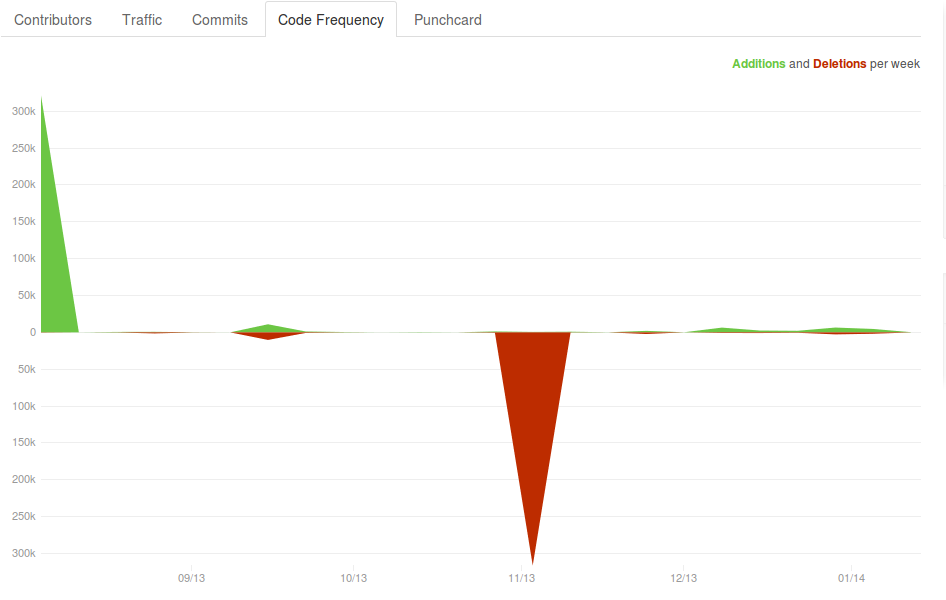 Contributors Traffic Commits Code Frequency Punchcard
Additions and Deletions per week
300k
250k
200k
150k
100k
50k
0
50k
100k
150k
200k
250k
300k
09/13 10/13 11/13 12/13 01/14